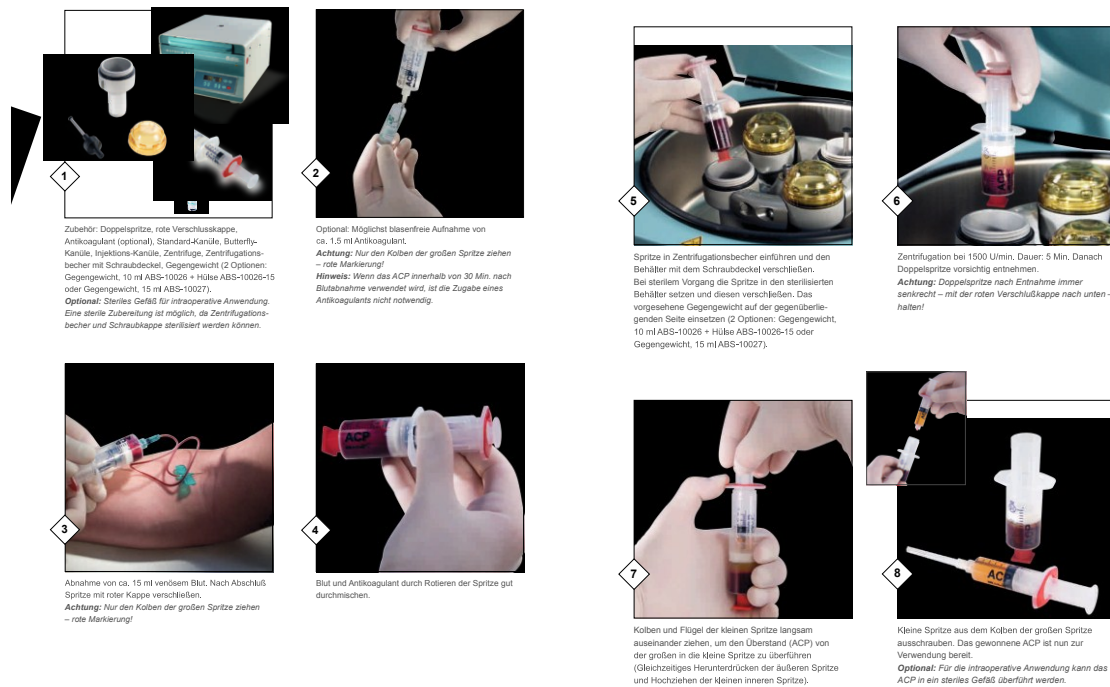 1
Zubehör: Doppelspritze, rote Verschlusskappe,
Antikoagulant (optional), Standard-Kanüle, Butterfly-
Kanüle, Injektions-Kanüle, Zentrifuge, Zentrifugations-
becher mit Schraubdeckel, Gegengewicht (2 Optionen:
Gegengewicht, 10 ml ABS-10026 + Hülse ABS-10026-15
oder Gegengewicht, 15 ml ABS-10027).
Optional: Steriles Gefäß für intraoperative Anwendung.
Eine sterile Zubereitung ist möglich, da Zentrifugations-
becher und Schraubkappe sterilisiert werden können.
ACP
2
Optional: Möglichst blasenfreie Aufnahme von
ca. 1.5 ml Antikoagulant.
Achtung: Nur den Kolben der großen Spritze ziehen
– rote Markierung!
Hinweis: Wenn das ACP innerhalb von 30 Min. nach
Blutabnahme verwendet wird, ist die Zugabe eines
Antikoagulants nicht notwendig.
ACP
3
Abnahme von ca. 15 ml venösem Blut. Nach Abschluß
Spritze mit roter Kappe verschließen.
Achtung: Nur den Kolben der großen Spritze ziehen
– rote Markierung!
ACP
4
Blut und Antikoagulant durch Rotieren der Spritze gut
durchmischen.
5
Spritze in Zentrifugationsbecher einführen und den
Behälter mit dem Schraubdeckel verschließen.
Bei sterilem Vorgang die Spritze in den sterilisierten
Behälter setzen und diesen verschließen. Das
vorgesehene Gegengewicht auf der gegenüberlie-
genden Seite einsetzen (2 Optionen: Gegengewicht,
10 ml ABS-10026 + Hülse ABS-10026-15 oder
Gegengewicht, 15 ml ABS-10027).
ACP
6
Zentrifugation bei 1500 U/min. Dauer: 5 Min. Danach
Doppelspritze vorsichtig entnehmen.
Achtung: Doppelspritze nach Entnahme immer
senkrecht – mit der roten Verschlußkappe nach unten –
halten!
7
Kolben und Flügel der kleinen Spritze langsam
auseinander ziehen, um den Überstand (ACP) von
der großen in die kleine Spritze zu überführen
(Gleichzeitiges Herunterdrücken der äußeren Spritze
und Hochziehen der kleinen inneren Spritze).
ACP
8
Kleine Spritze aus dem Kolben der großen Spritze
ausschrauben. Das gewonnene ACP ist nun zur
Verwendung bereit.
Optional: Für die intraoperative Anwendung kann das
ACP in ein steriles Gefäß überführt werden.